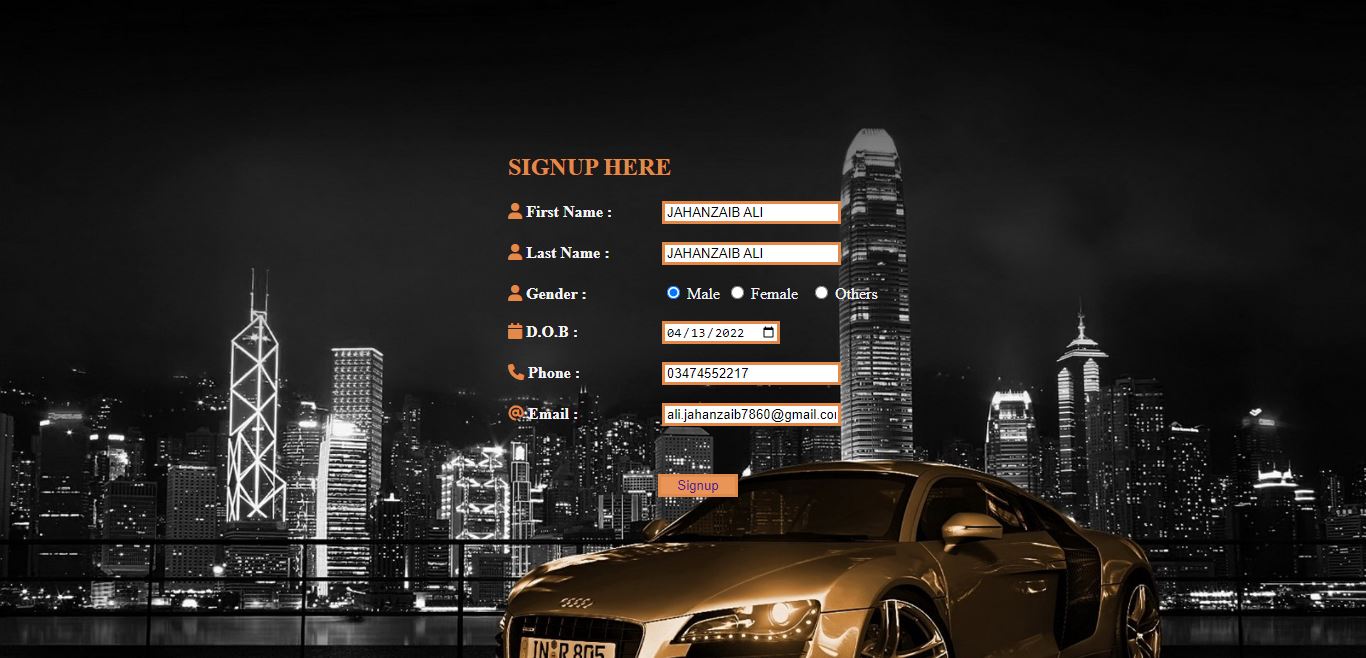 SIGNUP HERE
First Name : JAHANZAIB ALI
Last Name : JAHANZAIB ALI
Gender : Male Female Others
D.O.B : 04/13/2022
Phone : 03474552217
Email : ali.jahanzaib7860@gmail.co
Signup
IN R 805